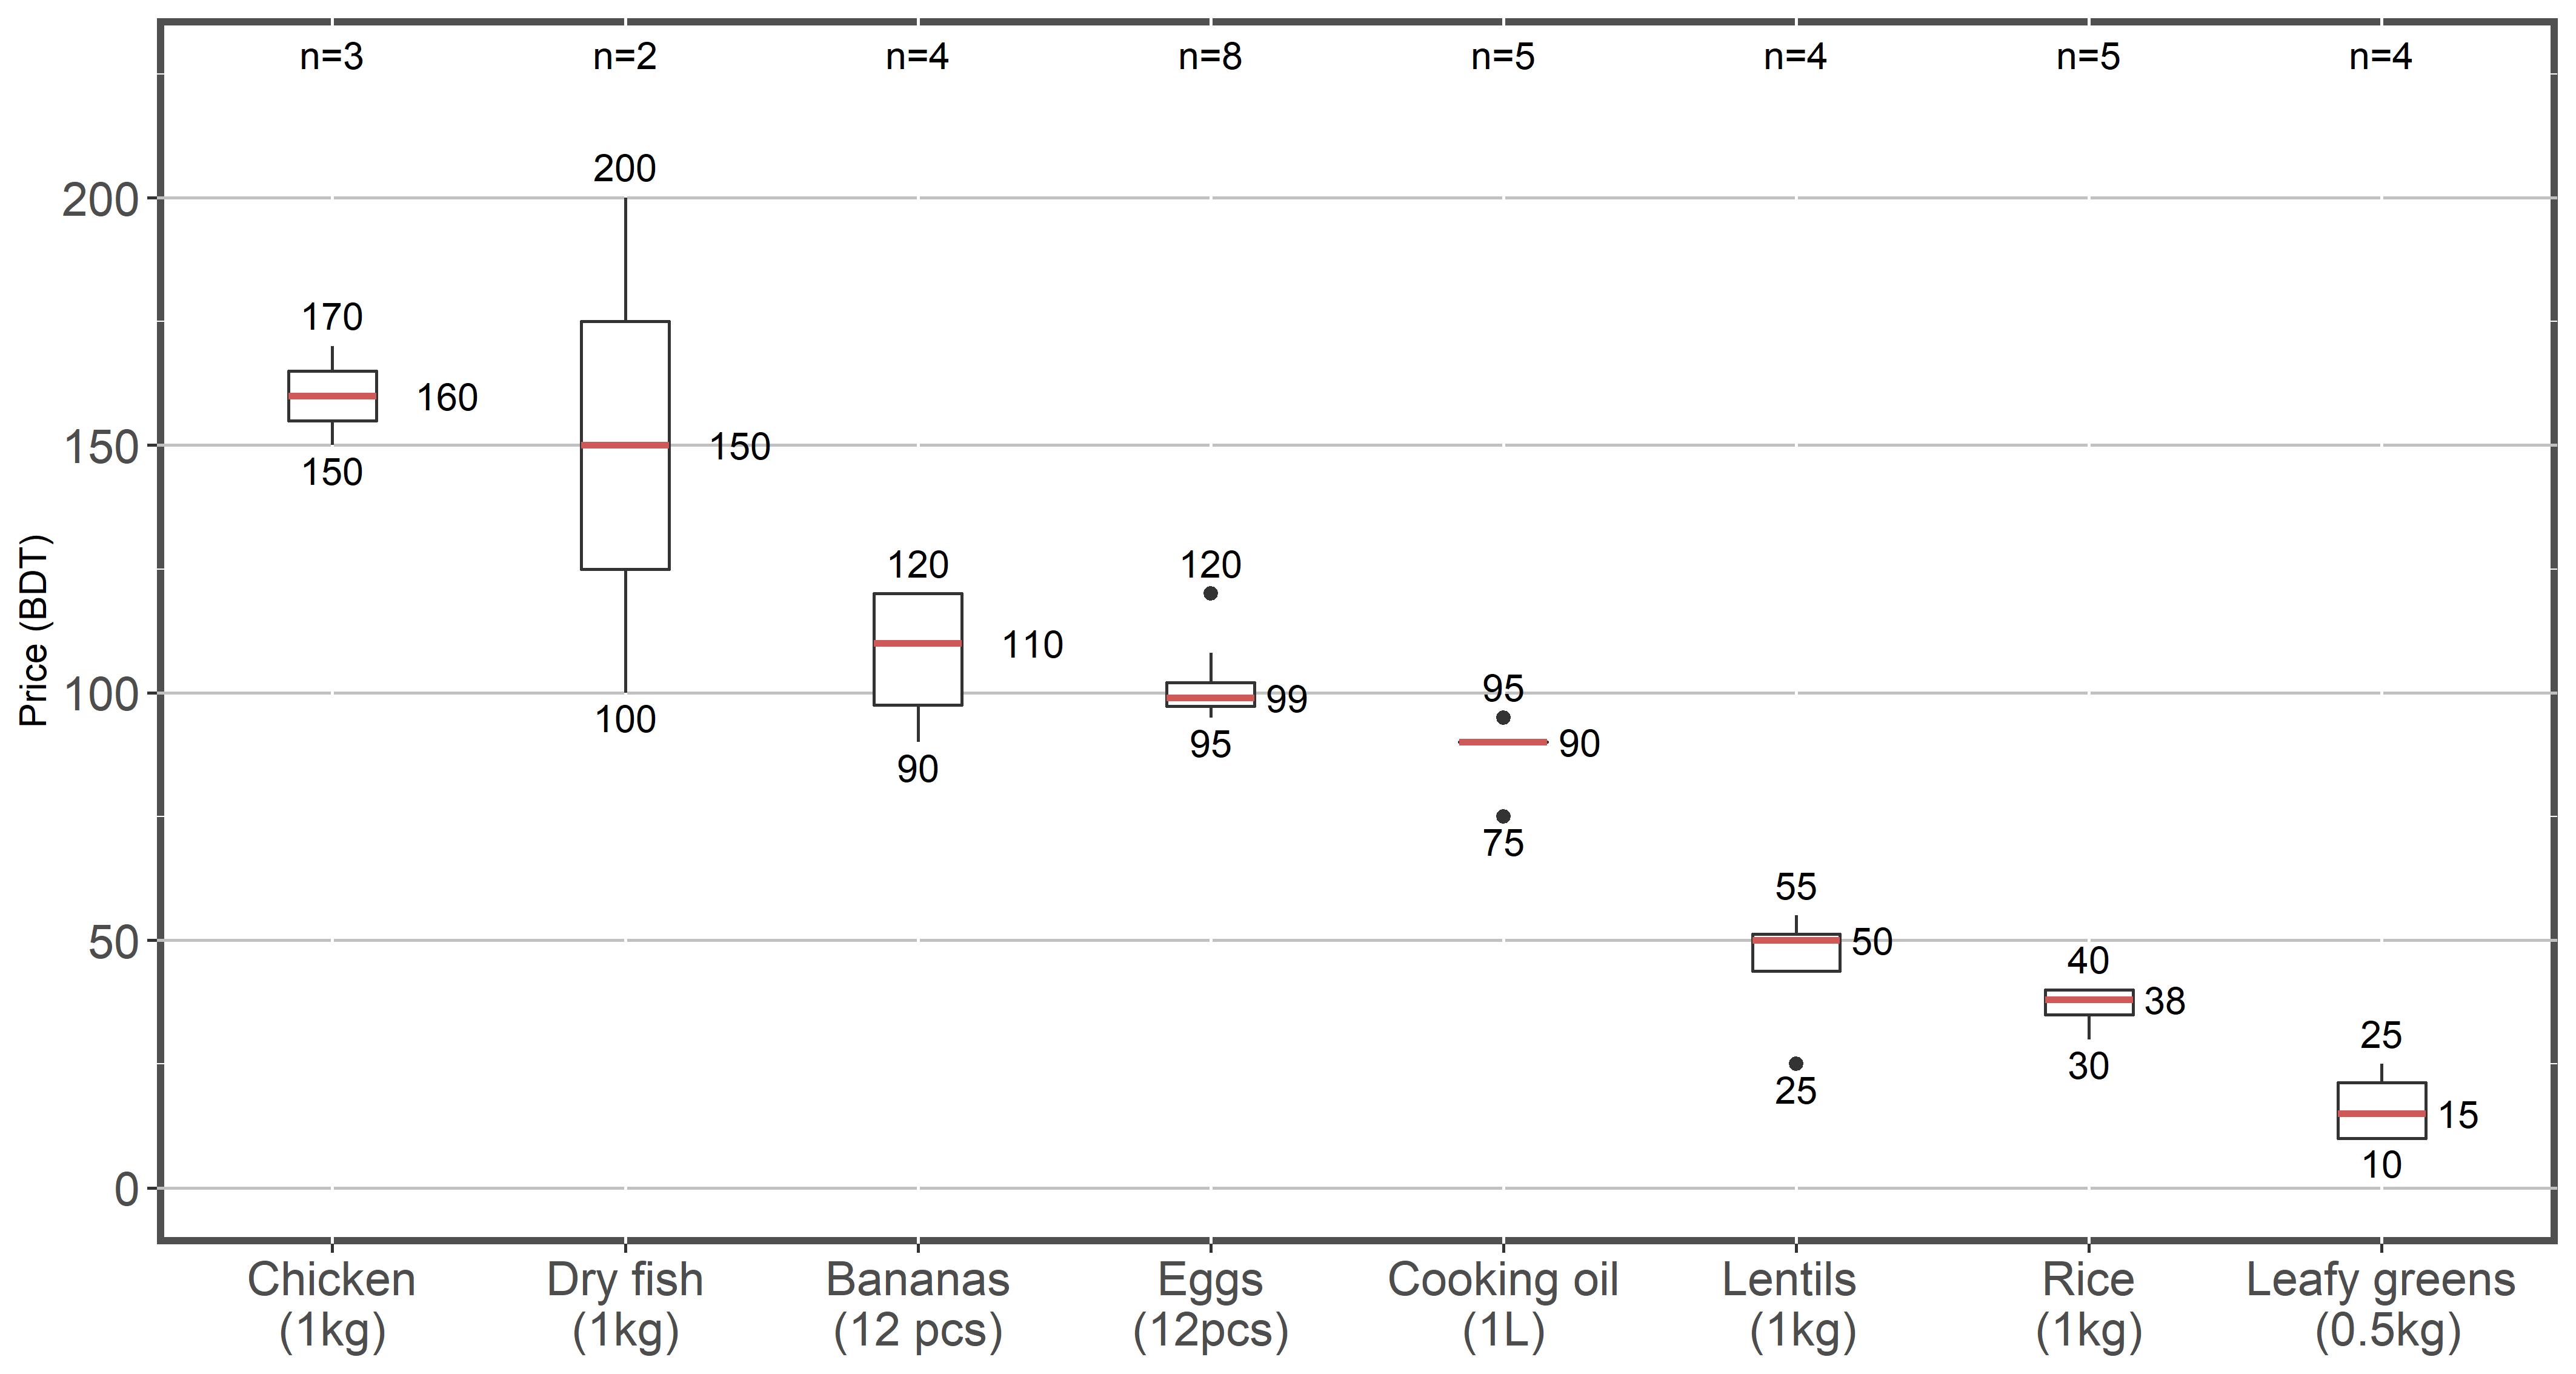 n=3 n=2 n=4 n=8 n=5 n=4 n=5 n=4
200
200
170
160
150
150
150
Price (BDT)
120
120
110
100
100
99
95
95
90
90
75
55
50
50
40
38
30
25
25
15
10
0
Chicken
(1kg)
Dry fish
(1kg)
Bananas
(12 pcs)
Eggs
(12pcs)
Cooking oil
(1L)
Lentils
(1kg)
Rice
(1kg)
Leafy greens
(0.5kg)